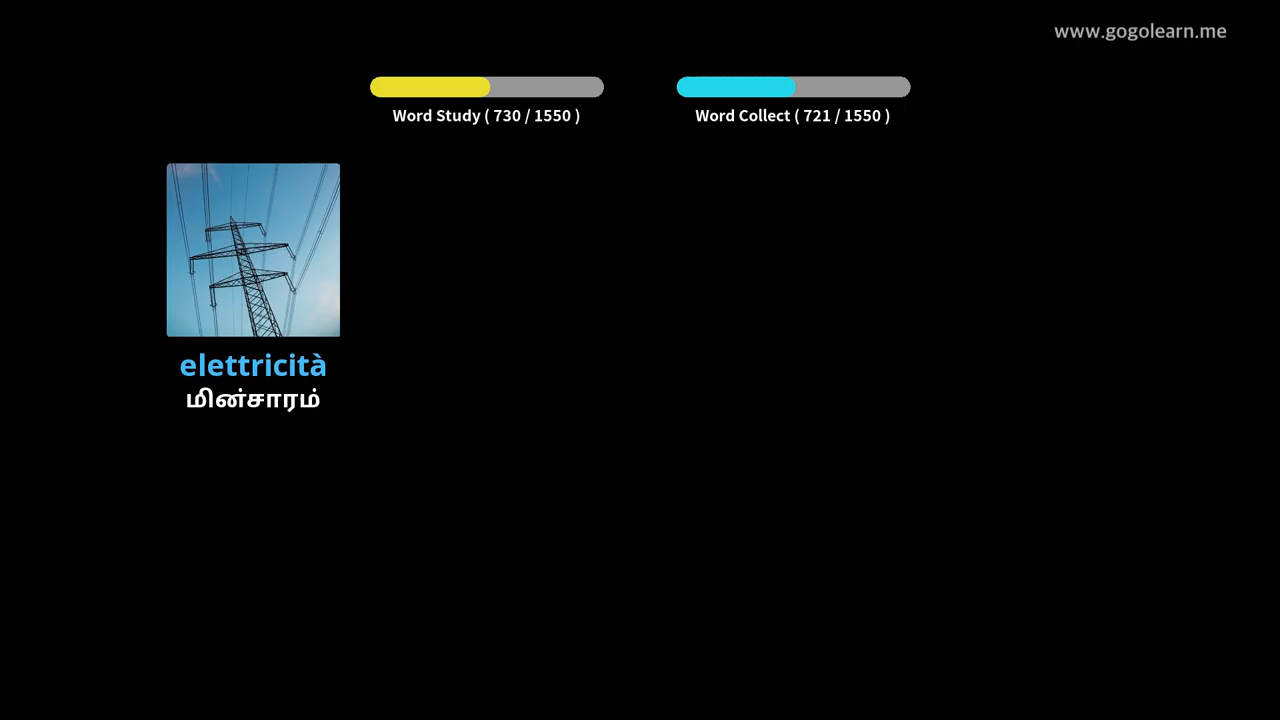 www.gogolearn.me
Word Study ( 730 / 1550 )
Word Collect ( 721 / 1550 )
elettricità
மின்சாரம்